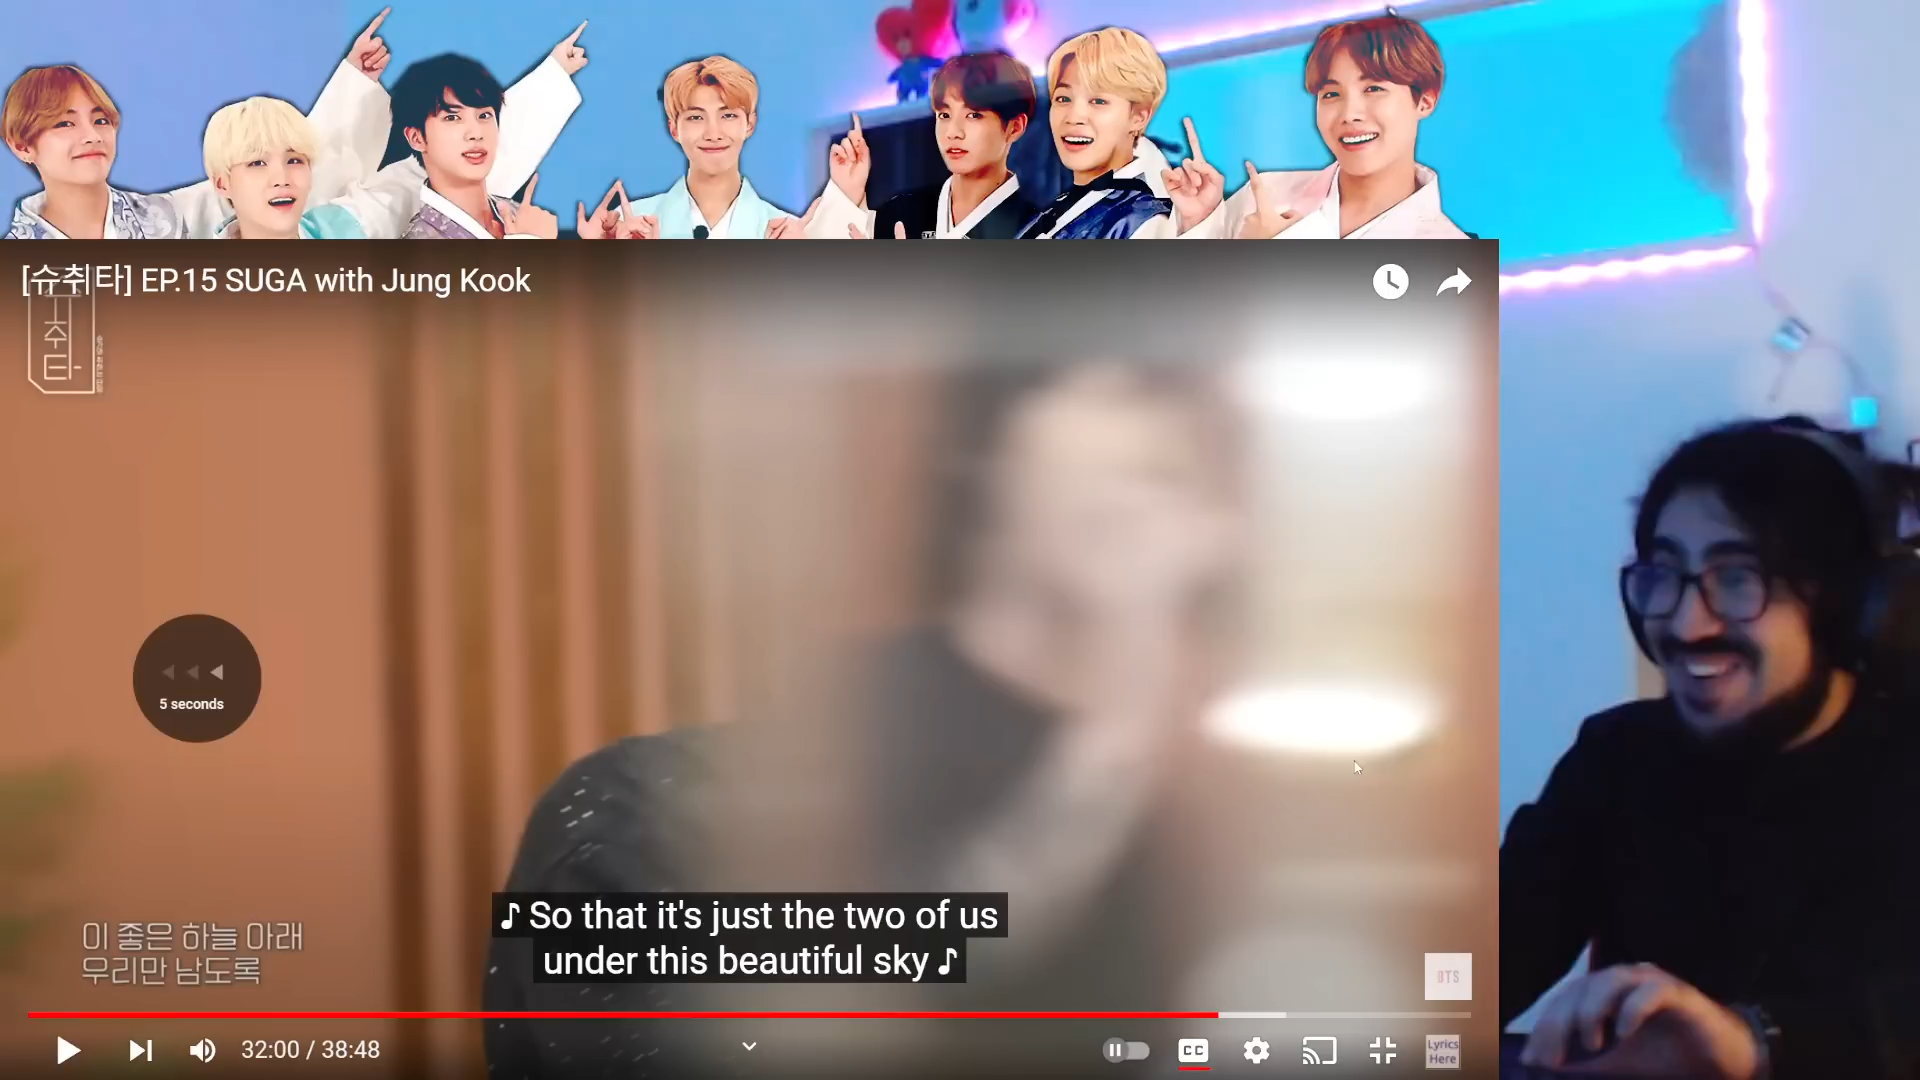 [슈취타] EP.15 SUGA with Jung Kook
슈
취
타
5 seconds
♪ So that it's just the two of us
under this beautiful sky ♪
이 좋은 하늘 아래
우리만 남도록
BTS
32:00 / 38:48
CC
Lyrics
Here